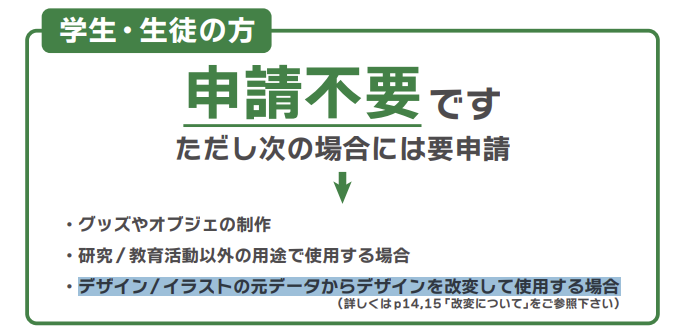 学生・生徒の方
申請不要です
ただし次の場合には要申請
・グッズやオブジェの制作
・研究/教育活動以外の用途で使用する場合
・デザイン/イラストの元データからデザインを改変して使用する場合
(詳しくはp14,15「改変について」をご参照下さい)